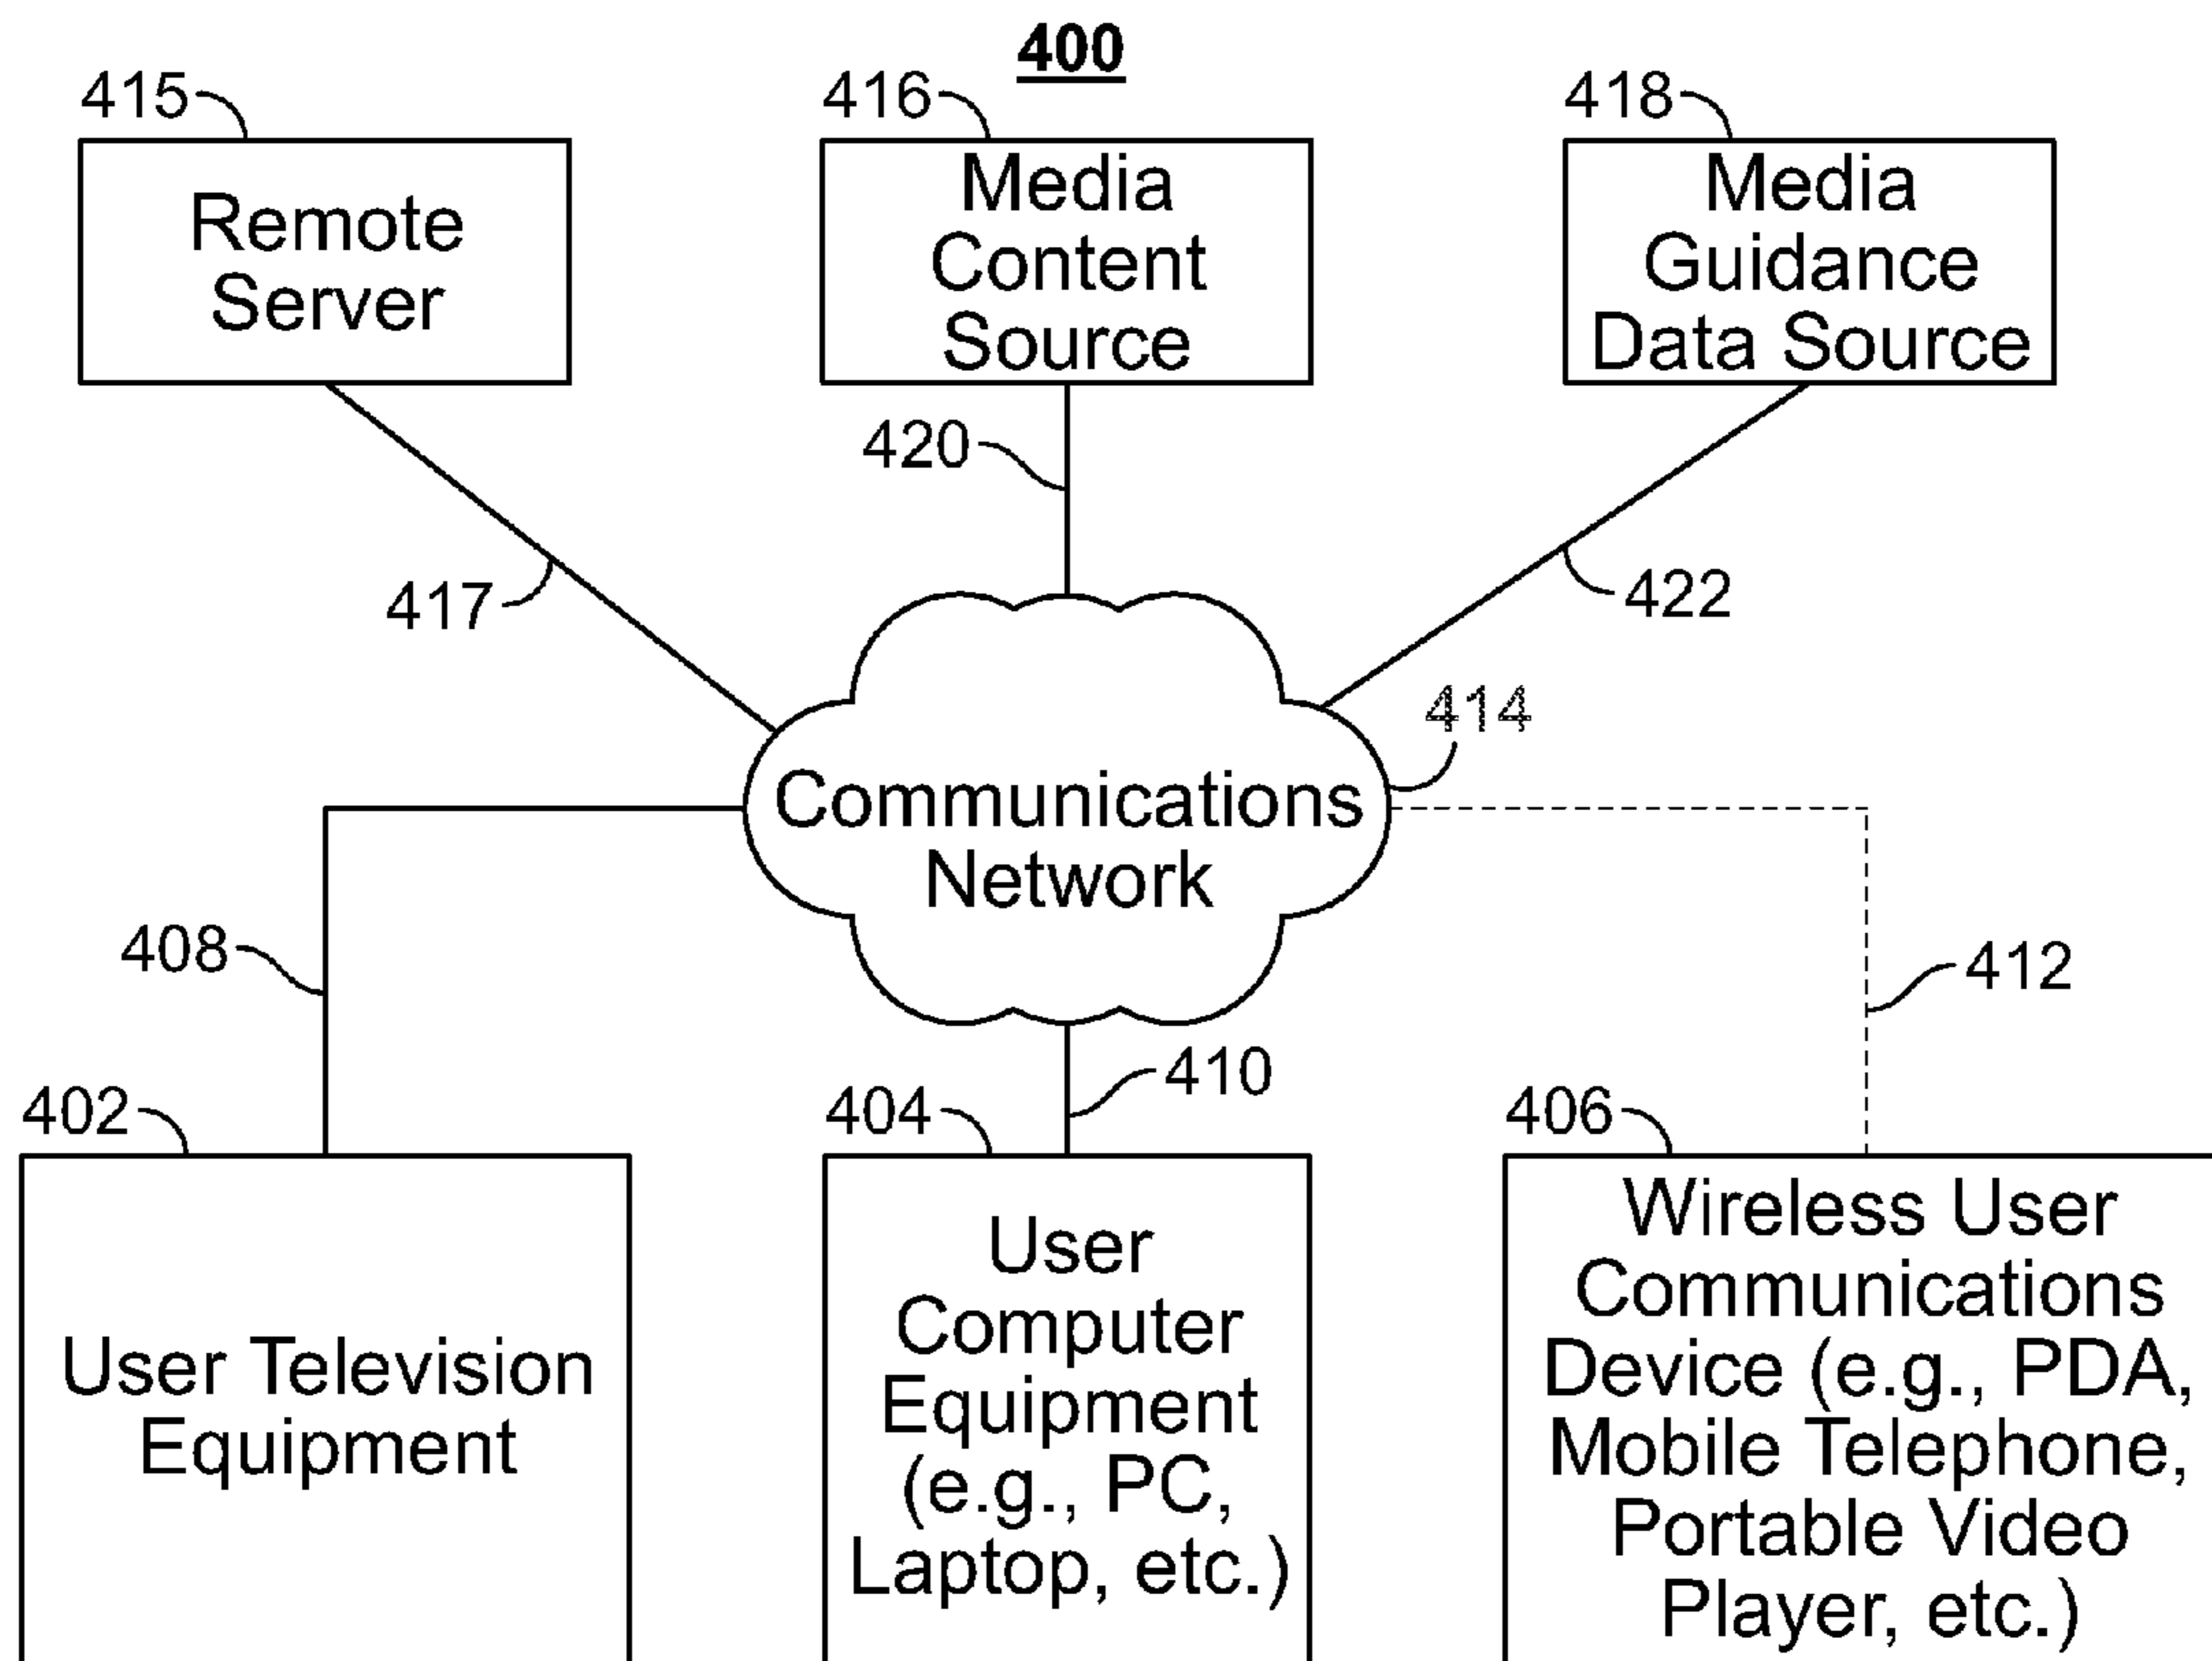 400
415
416
418
Remote
Server
Media
Content
Source
Media
Guidance
Data Source
420
417
422
414
Communications
Network
408
412
410
402
404
406
User Television
Equipment
User
Computer
Equipment
(e.g., PC,
Laptop, etc.)
Wireless User
Communications
Device (e.g., PDA,
Mobile Telephone,
Portable Video
Player, etc.)